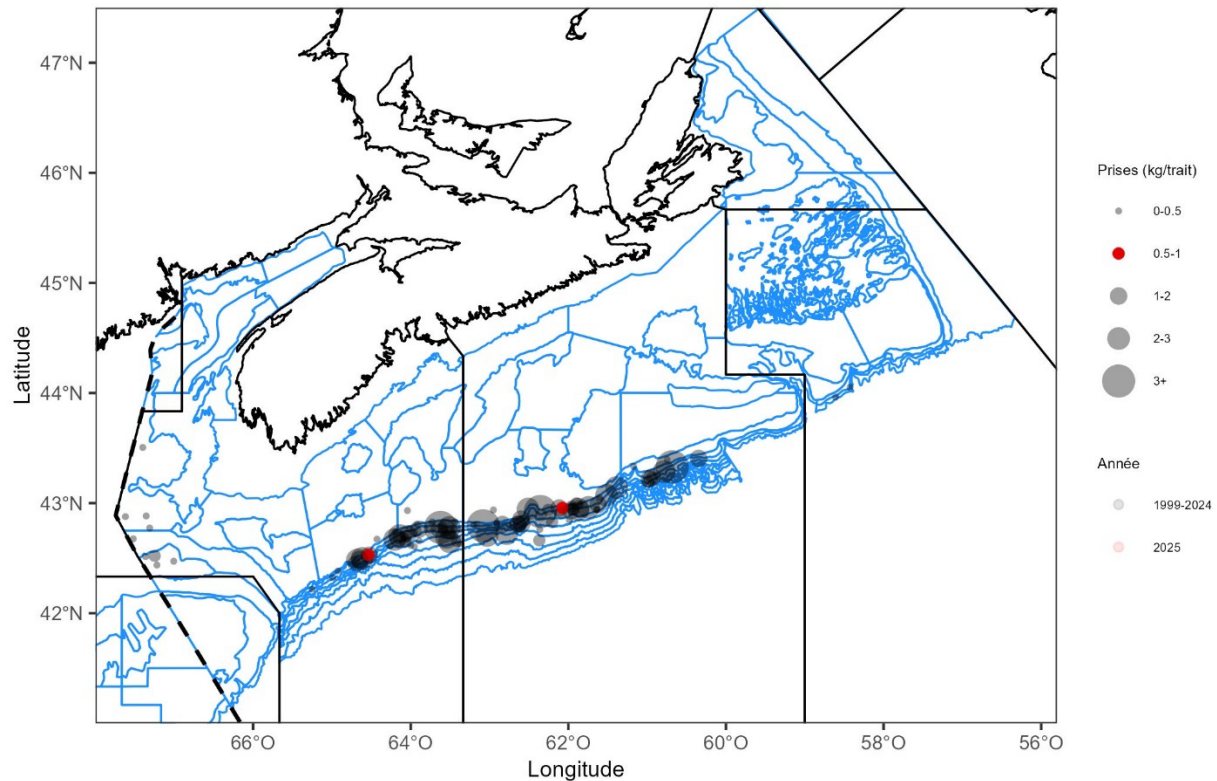 47°N
46°N
45°N
44°N
43°N
42°N
Latitude
66°O
64°O
62°O
60°O
58°O
56°O
Longitude
Prises (kg/trait)
0-0.5
0.5-1
1-2
2-3
3+
Année
1999-2024
2025